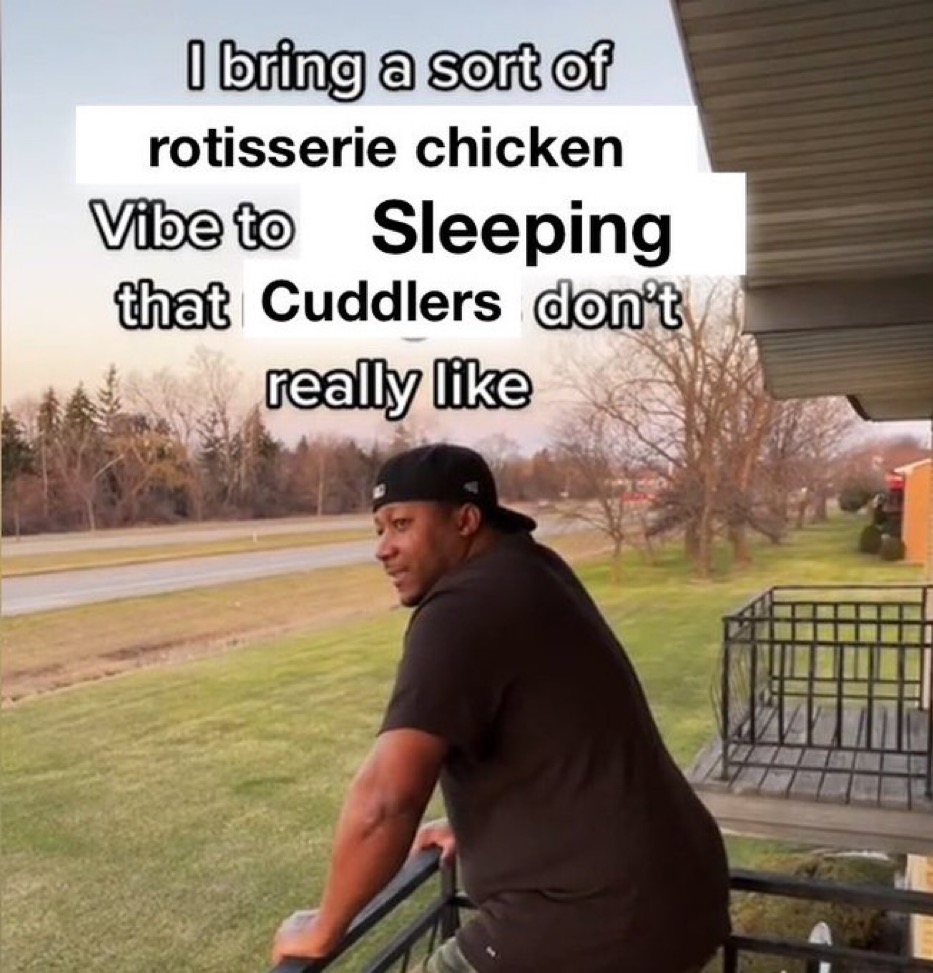 I bring a sort of
rotisserie chicken
Vibe to Sleeping
that Cuddlers don't
really like